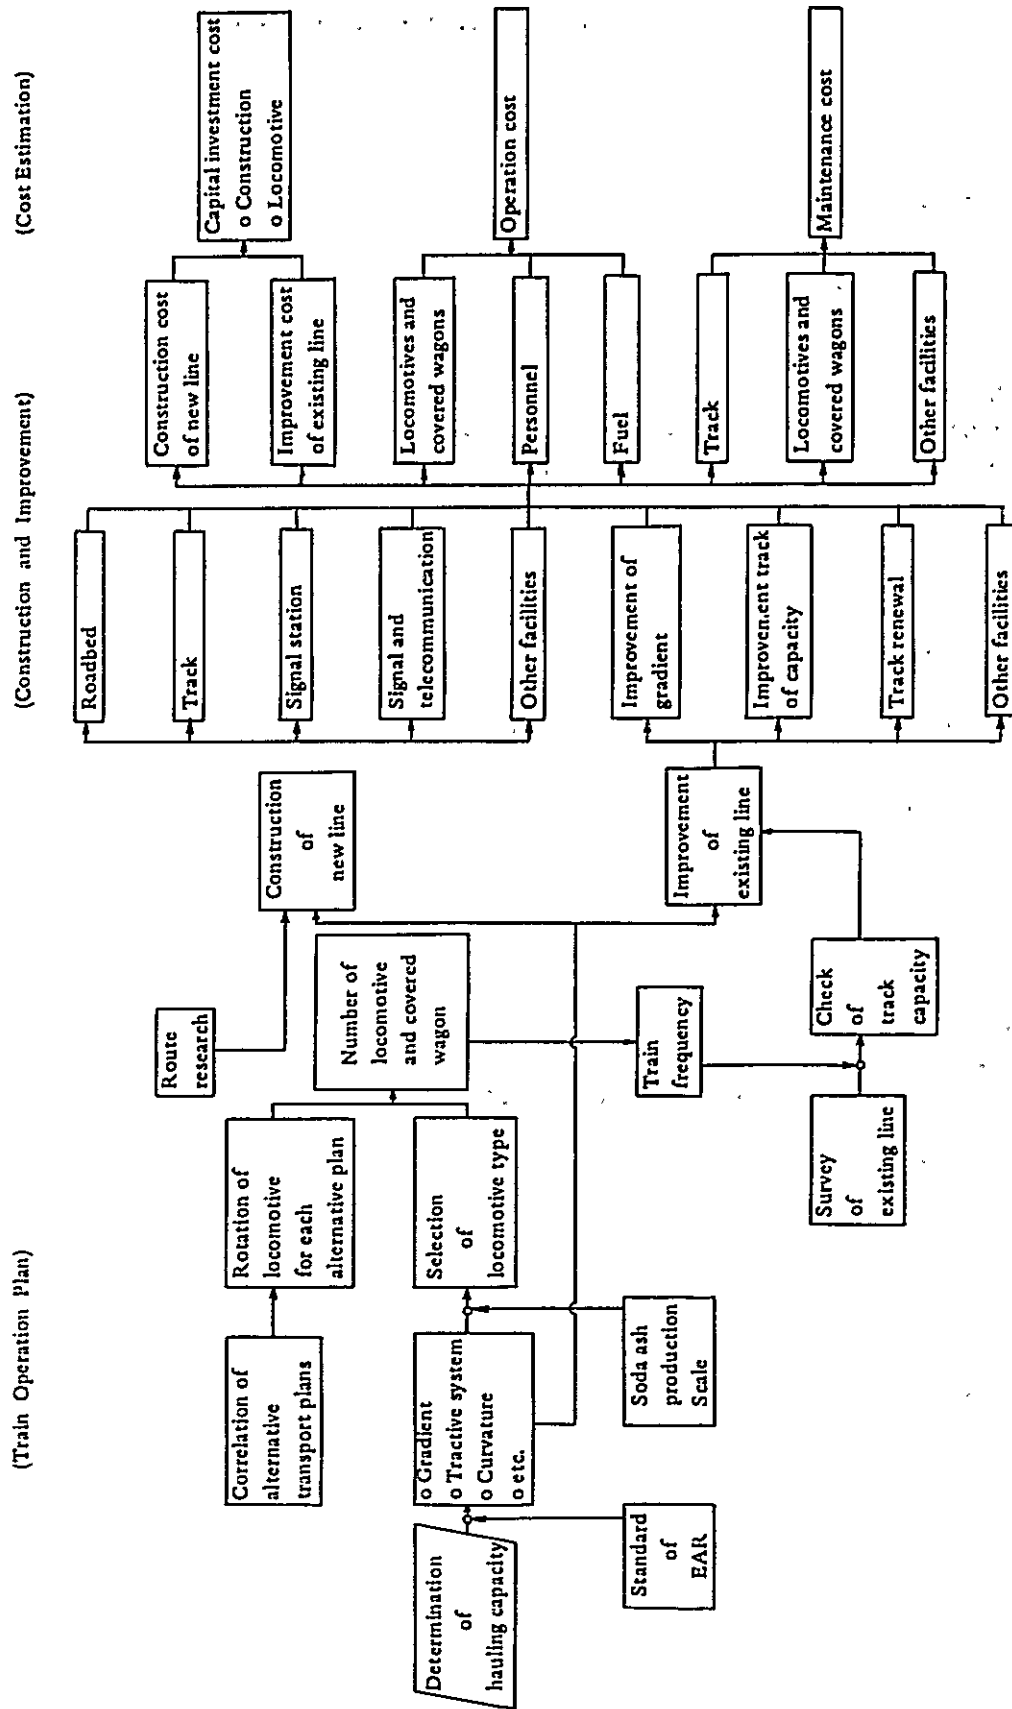 (Train Operation Plan)
(Construction and Improvement)
(Cost Estimation)
Correlation of
alternative
transport plans
Rotation of
locomotive
for each
alternative plan
Route
research
Determination
of
hauling capacity
o Gradient
o Tractive system
o Curvature
o etc.
Selection
of
locomotive type
Number of
locomotive
and covered
wagon
Standard
of
EAR
Soda ash
production
Scale
Train
frequency
Survey
of
existing line
Check
of
track
capacity
Construction
of
new line
Improvement
of
existing line
Roadbed
Track
Signal station
Signal and
telecommunication
Other facilities
Improvement of
gradient
Improvement track
of capacity
Track renewal
Other facilities
Construction cost
of new line
Improvement cost
of existing line
Locomotives and
covered wagons
Personnel
Fuel
Track
Locomotives and
covered wagons
Other facilities
Capital investment cost
o Construction
o Locomotive
Operation cost
Maintenance cost